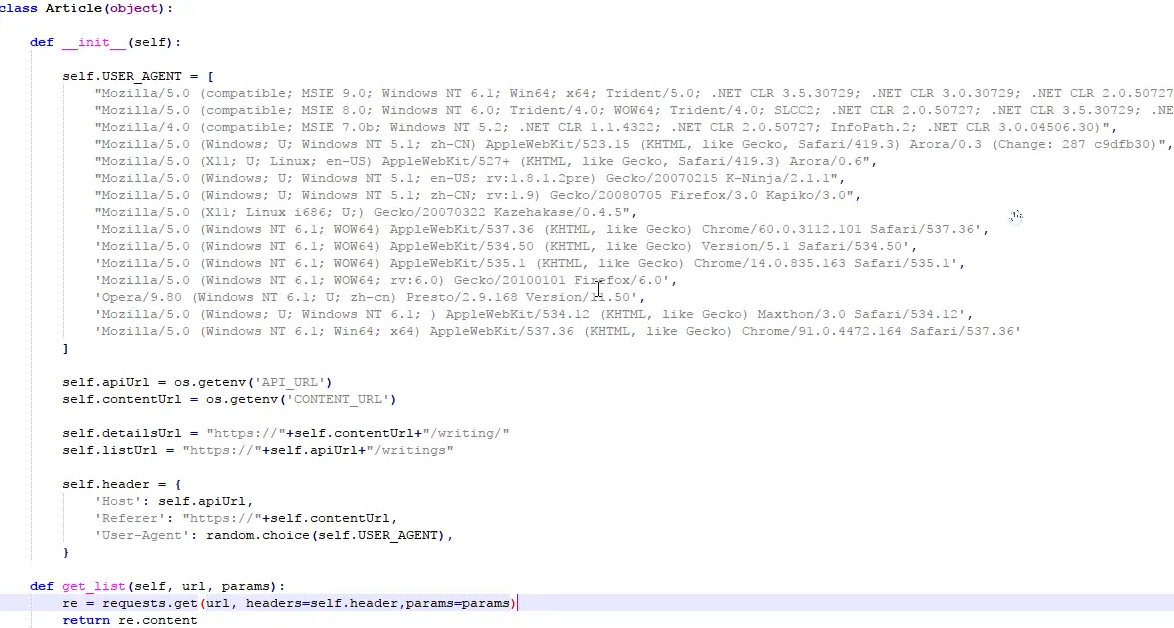 class Article(object):
def __init__(self):
self.USER_AGENT = [
"Mozilla/5.0 (compatible; MSIE 9.0; Windows NT 6.1; Win64; x64; Trident/5.0; .NET CLR 3.5.30729; .NET CLR 3.0.30729; .NET CLR 2.0.50727
"Mozilla/5.0 (compatible; MSIE 8.0; Windows NT 6.0; Trident/4.0; WOW64; Trident/4.0; SLCC2; .NET CLR 2.0.50727; .NET CLR 3.5.30729; .NE
"Mozilla/4.0 (compatible; MSIE 7.0b; Windows NT 5.2; .NET CLR 1.1.4322; .NET CLR 2.0.50727; InfoPath.2; .NET CLR 3.0.04506.30)",
"Mozilla/5.0 (Windows; U; Windows NT 5.1; zh-CN) AppleWebKit/523.15 (KHTML, like Gecko, Safari/419.3) Arora/0.3 (Change: 287 c9dfb30)",
"Mozilla/5.0 (X11; U; Linux; en-US) AppleWebKit/527+ (KHTML, like Gecko, Safari/419.3) Arora/0.6",
"Mozilla/5.0 (Windows; U; Windows NT 5.1; en-US; rv:1.8.1.2pre) Gecko/20070215 K-Ninja/2.1.1",
"Mozilla/5.0 (Windows; U; Windows NT 5.1; zh-CN; rv:1.9) Gecko/20080705 Firefox/3.0 Kapiko/3.0",
"Mozilla/5.0 (X11; Linux i686; U;) Gecko/20070322 Kazehakase/0.4.5",
'Mozilla/5.0 (Windows NT 6.1; WOW64) AppleWebKit/537.36 (KHTML, like Gecko) Chrome/60.0.3112.101 Safari/537.36',
'Mozilla/5.0 (Windows NT 6.1; WOW64) AppleWebKit/534.50 (KHTML, like Gecko) Version/5.1 Safari/534.50',
'Mozilla/5.0 (Windows NT 6.1; WOW64) AppleWebKit/535.1 (KHTML, like Gecko) Chrome/14.0.835.163 Safari/535.1',
'Mozilla/5.0 (Windows NT 6.1; WOW64; rv:6.0) Gecko/20100101 Firefox/6.0',
'Opera/9.80 (Windows NT 6.1; U; zh-cn) Presto/2.9.168 Version/11.50',
'Mozilla/5.0 (Windows; U; Windows NT 6.1; ) AppleWebKit/534.12 (KHTML, like Gecko) Maxthon/3.0 Safari/534.12',
'Mozilla/5.0 (Windows NT 6.1; Win64; x64) AppleWebKit/537.36 (KHTML, like Gecko) Chrome/91.0.4472.164 Safari/537.36'
]
self.apiUrl = os.getenv('API_URL')
self.contentUrl = os.getenv('CONTENT_URL')
self.detailsUrl = "https://"+self.contentUrl+"/writing/"
self.listUrl = "https://"+self.apiUrl+"/writings"
self.header = {
'Host': self.apiUrl,
'Referer': "https://"+self.contentUrl,
'User-Agent': random.choice(self.USER_AGENT),
}
def get_list(self, url, params):
re = requests.get(url, headers=self.header,params=params)
return re.content